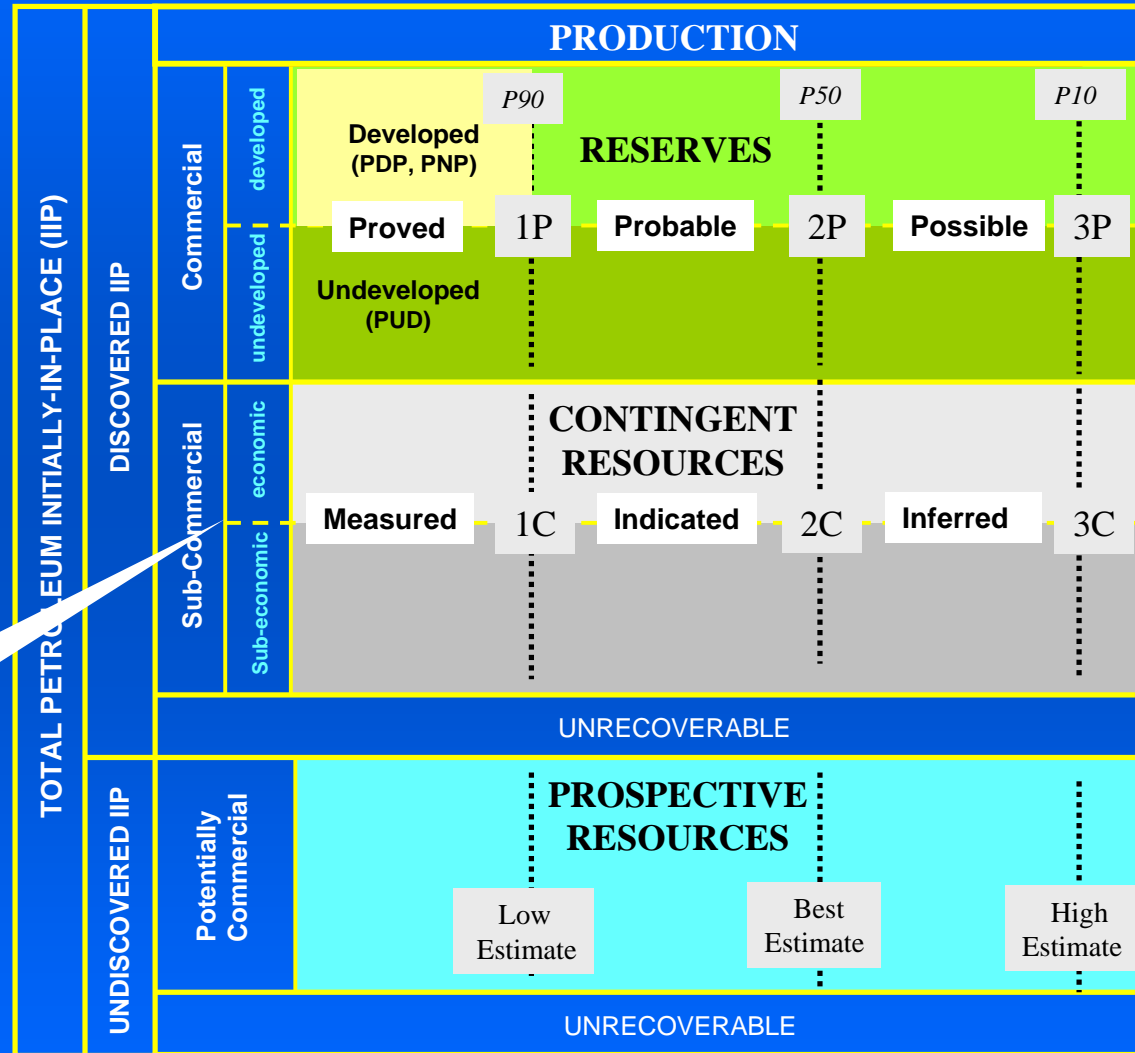 PRODUCTION
TOTAL PETROLEUM INITIALLY-IN-PLACE (IIP)
DISCOVERED IIP
Commercial
developed
undeveloped
P90
P50
P10
Developed
(PDP, PNP)
RESERVES
Proved
1P
Probable
2P
Possible
3P
Undeveloped
(PUD)
Sub-Commercial
economic
Sub-economic
CONTINGENT
RESOURCES
Measured
1C
Indicated
2C
Inferred
3C
UNRECOVERABLE
UNDISCOVERED IIP
Potentially
Commercial
PROSPECTIVE
RESOURCES
Low
Estimate
Best
Estimate
High
Estimate
UNRECOVERABLE